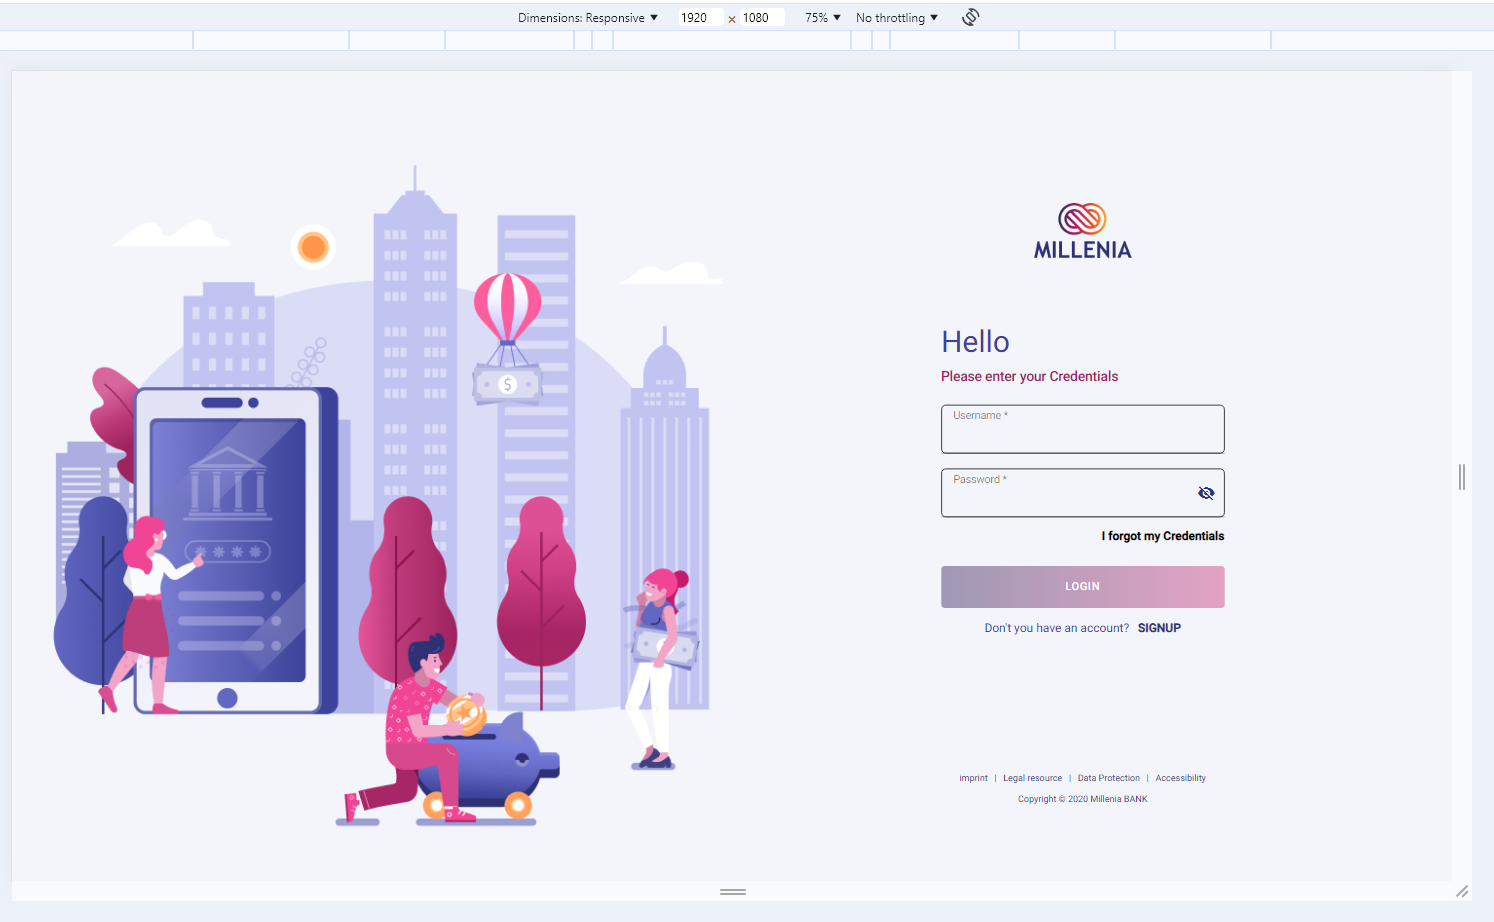 Dimensions: Responsive ▼ 1920 × 1080 75% ▼ No throttling ▼
MILLENIA
Hello
Please enter your Credentials
Username *
Password *
I forgot my Credentials
LOGIN
Don't you have an account? SIGNUP
imprint | Legal resource | Data Protection | Accessibility
Copyright © 2020 Millenia BANK
$
* * * *